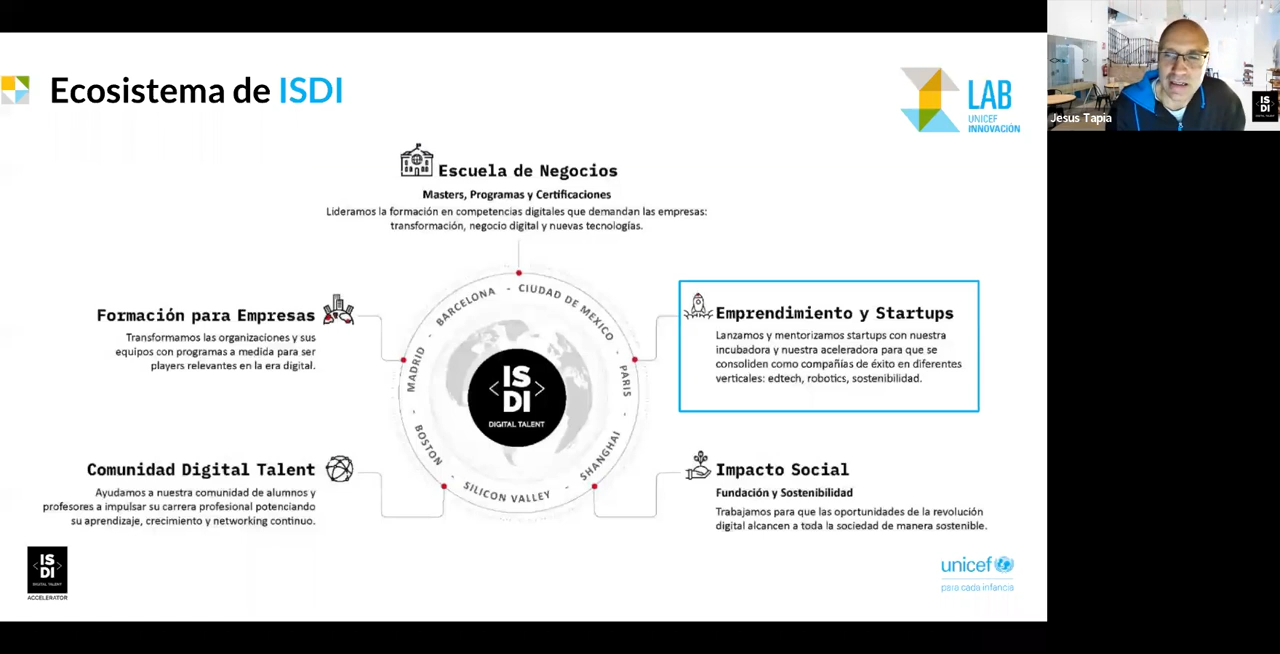 Ecosistema de ISDI
LAB
UNICEF
INNOVACIÓN
Jesus Tapia
IS
DI
Escuela de Negocios
Masters, Programas y Certificaciones
Lideramos la formación en competencias digitales que demandan las empresas:
transformación, negocio digital y nuevas tecnologías.
Formación para Empresas
Transformamos las organizaciones y sus
equipos con programas a medida para ser
players relevantes en la era digital.
MADRID - BARCELONA - CIUDAD DE MEXICO - PARIS - SHANGHAI - SILICON VALLEY - BOSTON -
IS
DI
DIGITAL TALENT
Emprendimiento y Startups
Lanzamos y mentorizamos startups con nuestra
incubadora y nuestra aceleradora para que se
consoliden como compañías de éxito en diferentes
verticales: edtech, robotics, sostenibilidad.
Comunidad Digital Talent
Ayudamos a nuestra comunidad de alumnos y
profesores a impulsar su carrera profesional potenciando
su aprendizaje, crecimiento y networking continuo.
Impacto Social
Fundación y Sostenibilidad
Trabajamos para que las oportunidades de la revolución
digital alcancen a toda la sociedad de manera sostenible.
IS
DI
DIGITAL TALENT
ACCELERATOR
unicef
para cada infancia